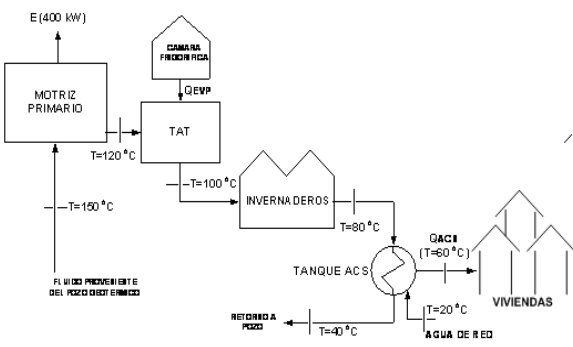 E (400 kW)
CAMARA
FRIGORIFICA
QEVP
MOTRIZ
PRIMARIO
TAT
T=120°C
T=100°C
T=150°C
INVERNADEROS
T=80°C
QACS
(T=60°C)
TANQUE ACS
VIVIENDAS
FLUIDO PROVENIENTE
DEL POZO GEOTERMICO
T=20°C
RETORNO A
POZO
T=40°C
AGUA DE RED